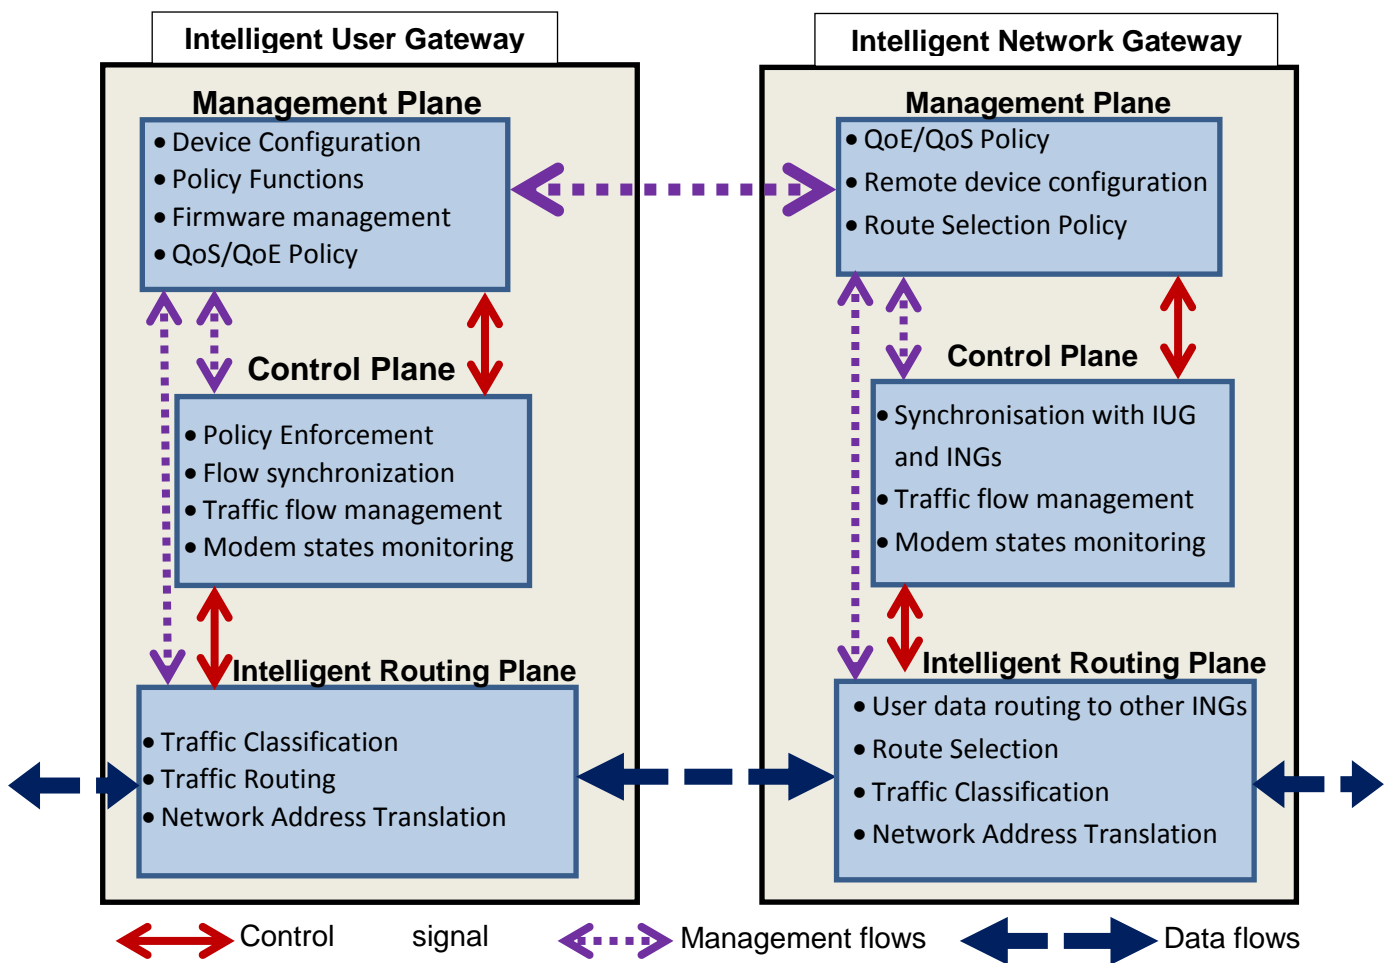 Intelligent User Gateway
Management Plane
• Device Configuration
• Policy Functions
• Firmware management
• QoS/QoE Policy
Control Plane
• Policy Enforcement
• Flow synchronization
• Traffic flow management
• Modem states monitoring
Intelligent Routing Plane
• Traffic Classification
• Traffic Routing
• Network Address Translation
Intelligent Network Gateway
Management Plane
• QoE/QoS Policy
• Remote device configuration
• Route Selection Policy
Control Plane
• Synchronisation with IUG
and INGs
• Traffic flow management
• Modem states monitoring
Intelligent Routing Plane
• User data routing to other INGs
• Route Selection
• Traffic Classification
• Network Address Translation
Control signal
Management flows
Data flows